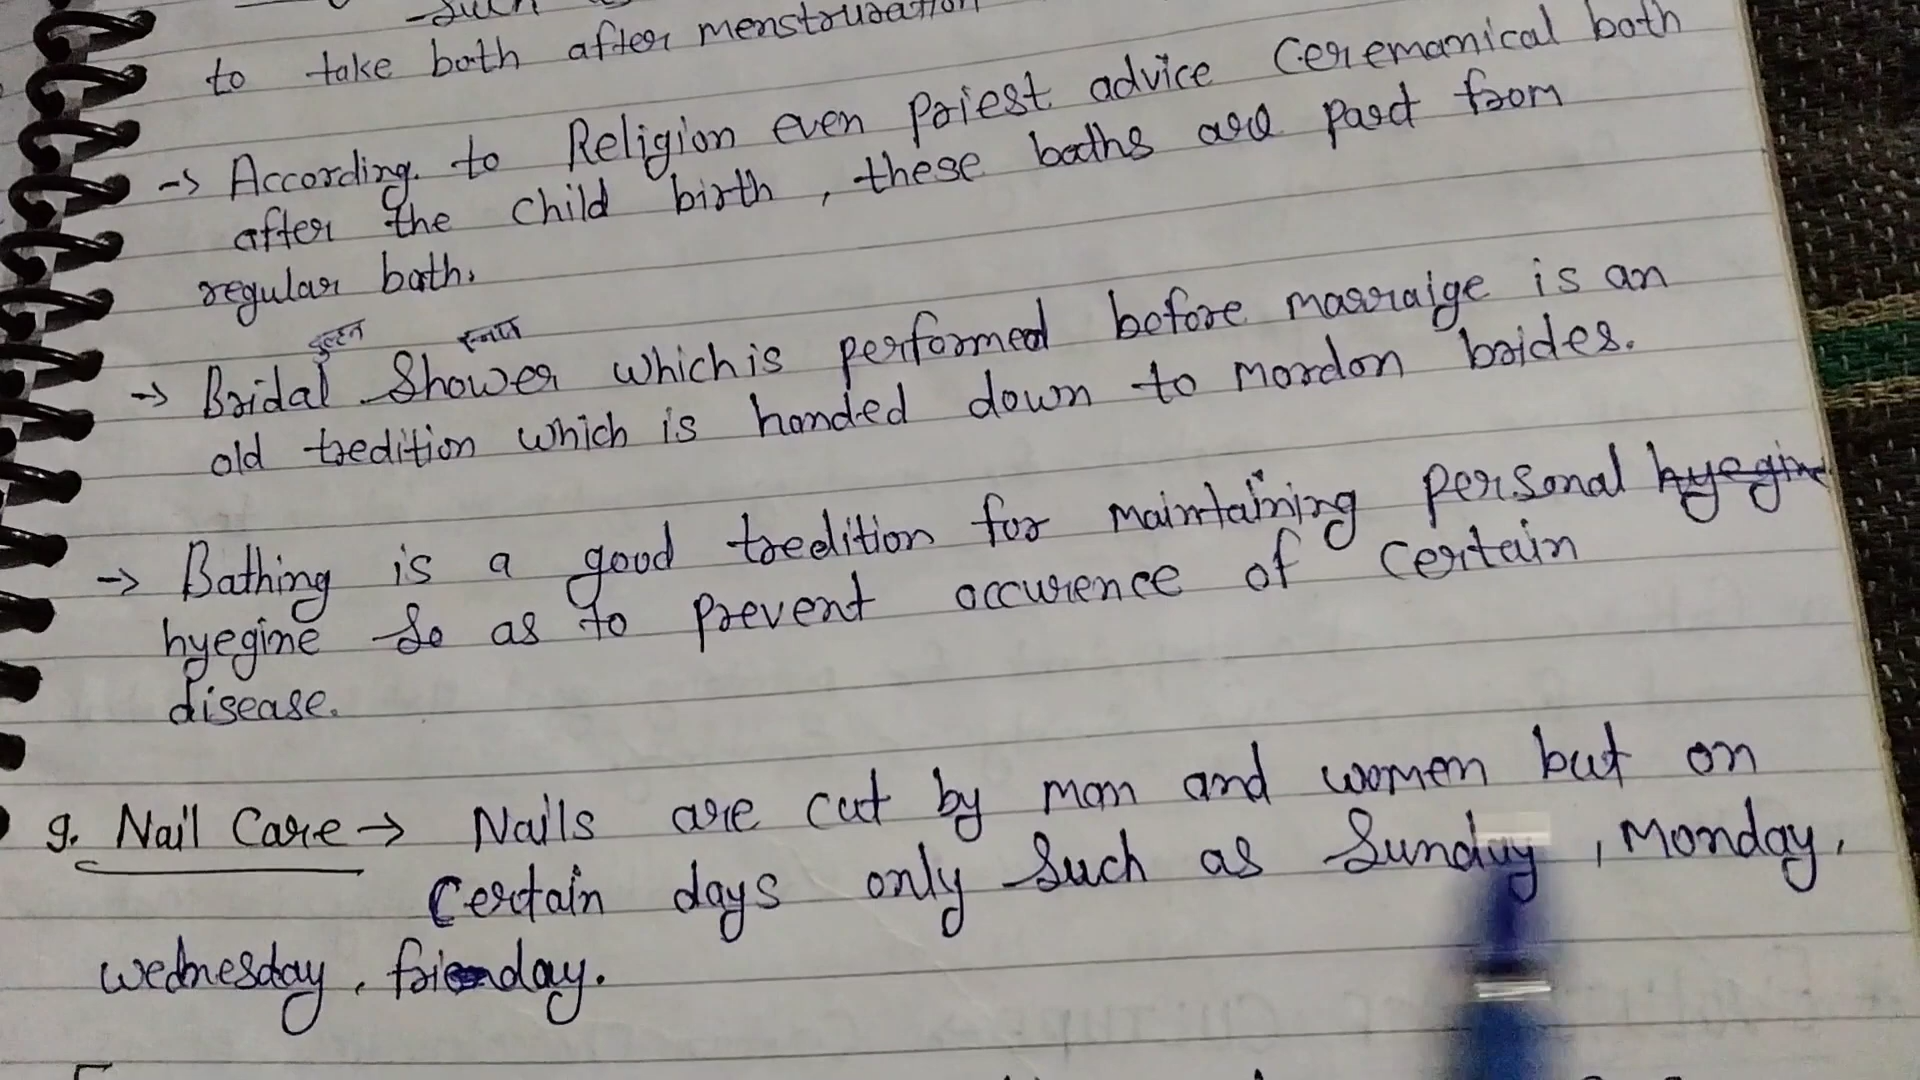 to take bath after menstruration
→ According. to Religion even priest advice Ceremanical bath
after the child birth, these baths are part from
regular bath.
दुल्हन स्नान
→ Bridal Shower which is performed before marraige is an
old tredition which is handed down to mordon brides.
→ Bathing is a good tredition for maintaining personal hyegine
hyegine So as to prevent occurence of certain
disease.
9. Nail Care → Nails are cut by man and women but on
Certain days only Such as Sunday, Monday,
wednesday, friday.